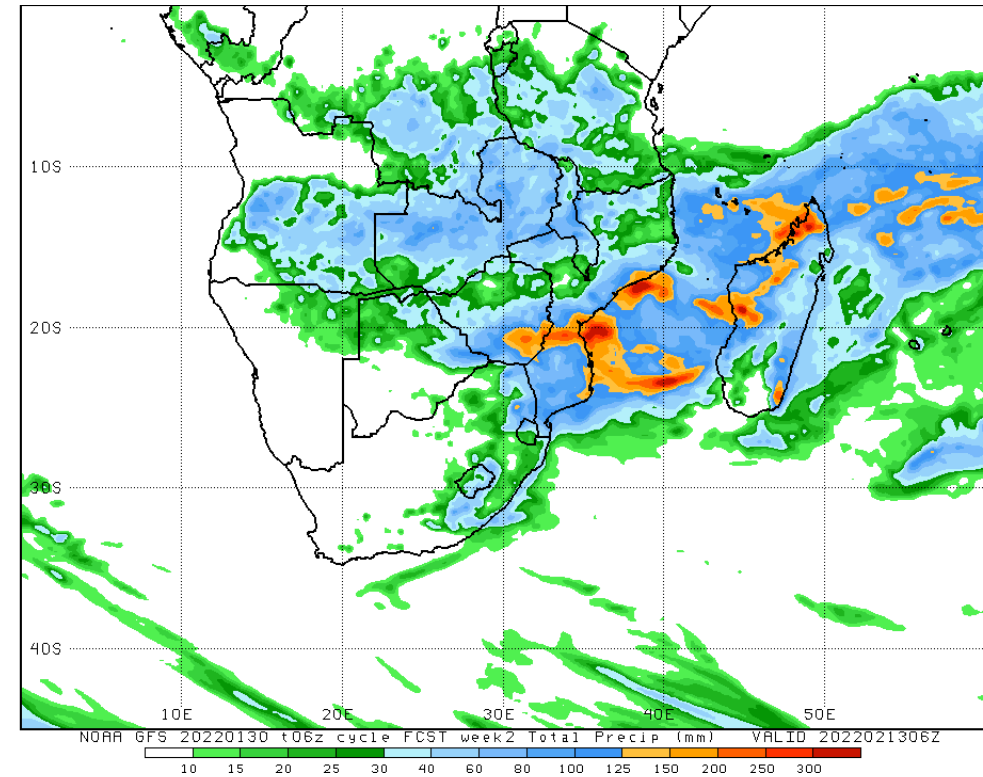 10S
20S
30S
40S
10E 20E 30E 40E 50E
NOAA GFS 20220130 t06z cycle FCST week2 Total Precip (mm) VALID 2022021306Z
10 15 20 25 30 40 60 80 100 125 150 200 250 300